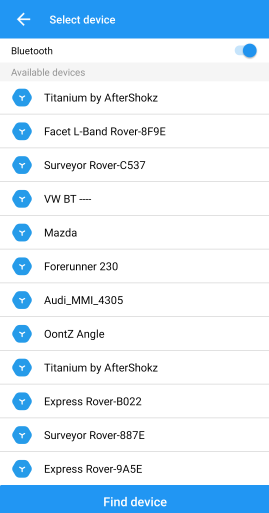 Select device
Bluetooth
Available devices
Titanium by AfterShokz
Facet L-Band Rover-8F9E
Surveyor Rover-C537
VW BT ----
Mazda
Forerunner 230
Audi_MMI_4305
OontZ Angle
Titanium by AfterShokz
Express Rover-B022
Surveyor Rover-887E
Express Rover-9A5E
Find device